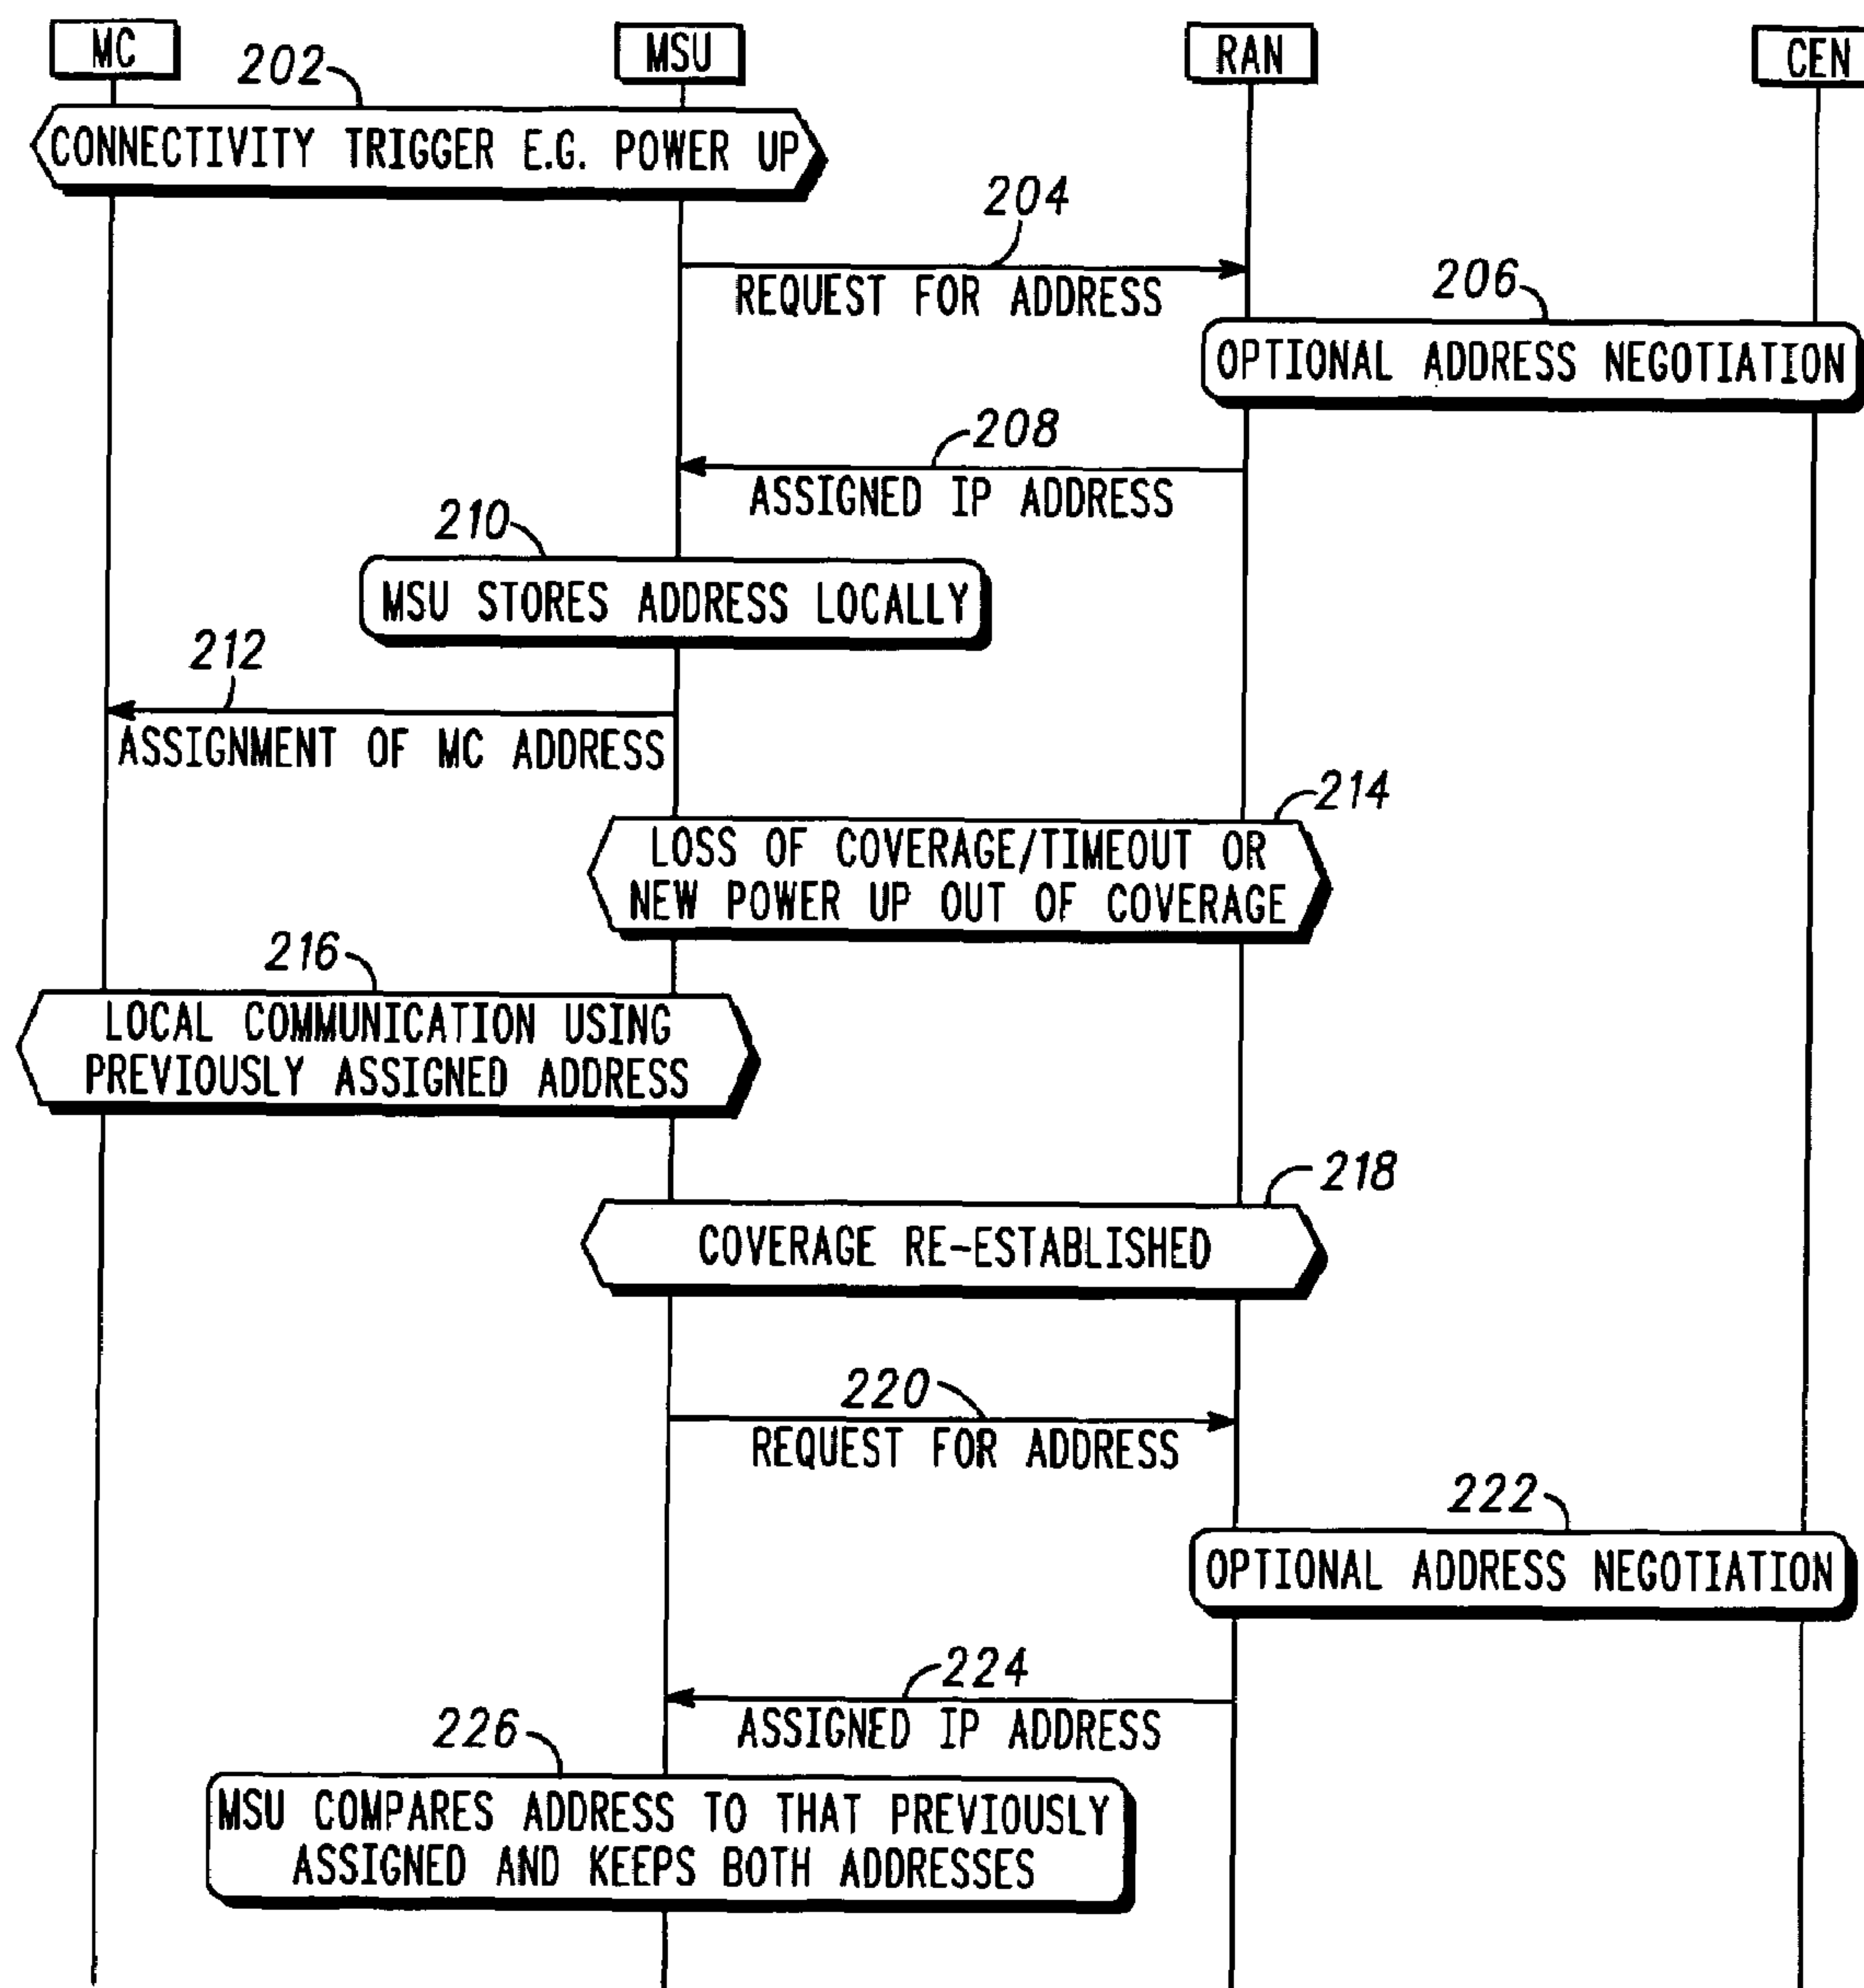 MC
MSU
RAN
CEN
202
CONNECTIVITY TRIGGER E.G. POWER UP
204
REQUEST FOR ADDRESS
206
OPTIONAL ADDRESS NEGOTIATION
208
ASSIGNED IP ADDRESS
210
MSU STORES ADDRESS LOCALLY
212
ASSIGNMENT OF MC ADDRESS
214
LOSS OF COVERAGE/TIMEOUT OR
NEW POWER UP OUT OF COVERAGE
216
LOCAL COMMUNICATION USING
PREVIOUSLY ASSIGNED ADDRESS
218
COVERAGE RE-ESTABLISHED
220
REQUEST FOR ADDRESS
222
OPTIONAL ADDRESS NEGOTIATION
224
ASSIGNED IP ADDRESS
226
MSU COMPARES ADDRESS TO THAT PREVIOUSLY
ASSIGNED AND KEEPS BOTH ADDRESSES